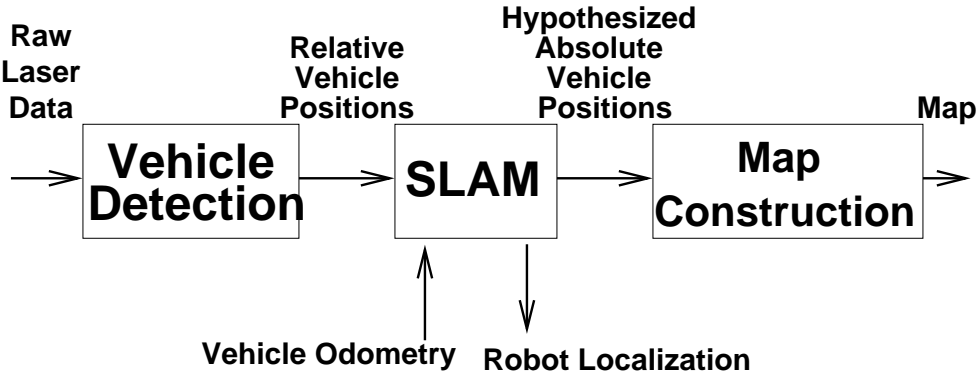 Raw
Laser
Data
Vehicle
Detection
Relative
Vehicle
Positions
SLAM
Hypothesized
Absolute
Vehicle
Positions
Map
Construction
Map
Vehicle Odometry
Robot Localization